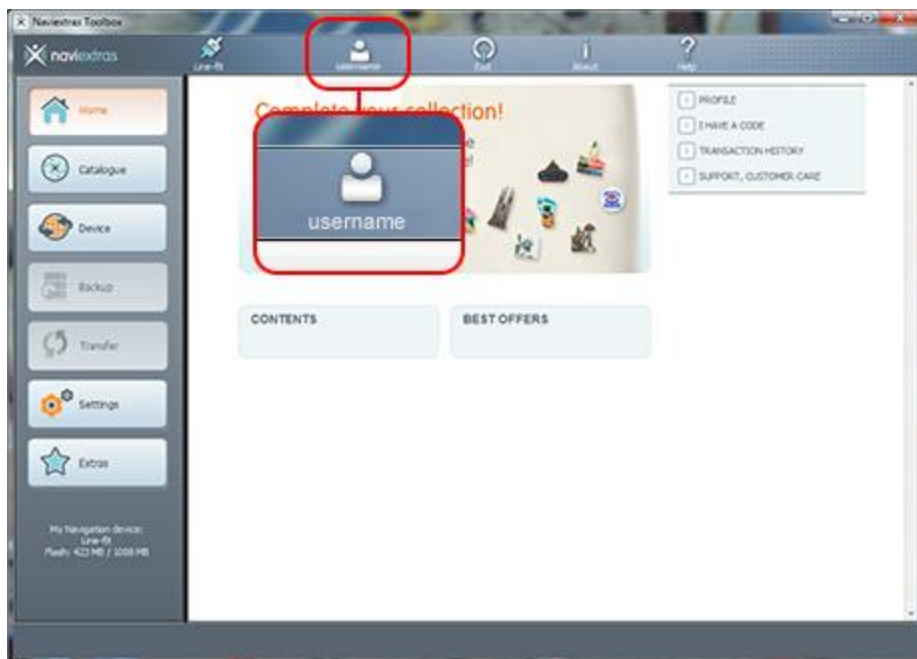 Naviextras Toolbox
naviextras
Line-fit
username
Exit
About
Help
Home
Catalogue
Device
Backup
Transfer
Settings
Extras
My Navigation device:
Line-fit
Flash: 423 MB / 1008 MB
Complete your collection!
username
CONTENTS
BEST OFFERS
PROFILE
I HAVE A CODE
TRANSACTION HISTORY
SUPPORT, CUSTOMER CARE